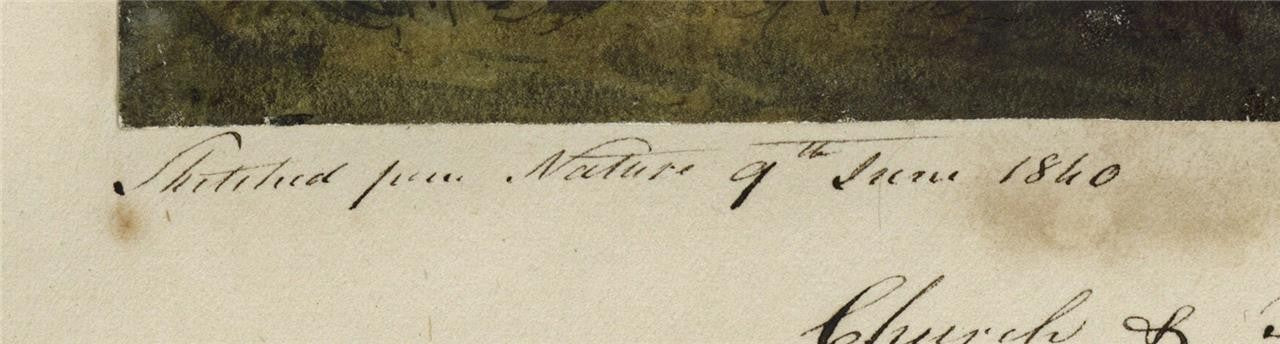 Sketched from Nature 9th June 1840
Church &